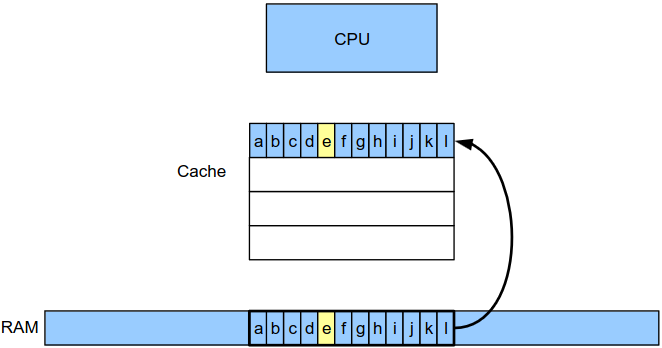 CPU
a b c d e f g h i j k l
Cache
RAM a b c d e f g h i j k l